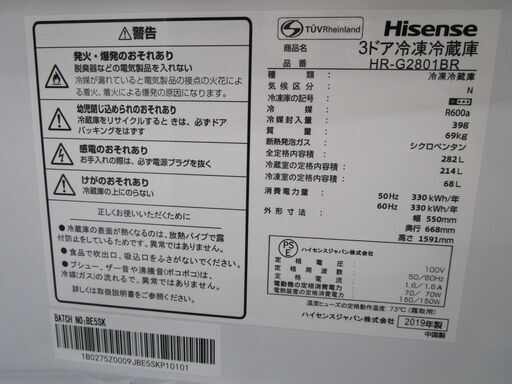 警告
発火・爆発のおそれあり
脱臭器などの電気製品を入れない
冷媒が漏れていると電気製品の接点の火花に
よる着火、着火による爆発の原因になります。
幼児閉じ込められのおそれあり
冷蔵庫をリサイクルするときは、必ずドア
パッキングをはずす
感電のおそれあり
お手入れの際は、必ず電源プラグを抜く
けがのおそれあり
冷蔵庫の上にのらない
正しくお使いいただくために
●冷蔵庫の表面が熱くなるのは、放熱パイプで露
付防止しているためで、異常ではありません。
●食品で吹出口、吸込口をふさがないでください
●プシュー、ザー音や沸騰音(ボコボコ)は、
冷媒(ガス)の流れる音で、異常ではありません。
詳しくは取扱説明書をご覧ください。
BATCH NO:BE5SK
1B0275Z0009JBE5SKP10101
TÜVRheinland
Hisense
商品名 3ドア冷凍冷蔵庫
HR-G2801BR
種類 冷凍冷蔵庫
気候区分 N
冷凍庫の記号
冷媒 R600a
冷媒量 39g
質量 69kg
断熱発泡ガス シクロペンタン
全定格内容積 282L
冷蔵室の定格内容積 214L
冷凍室の定格内容積 68L
消費電力量 50Hz 330 kWh/年
60Hz 330 kWh/年
外形寸法 幅 550mm
奥行 668mm
高さ 1591mm
PSE
ハイセンスジャパン株式会社
定格電圧 100V
定格周波数 50/60Hz
定格電流 1.6/1.6A
電動機の定格消費電力 70/70W
電熱装置の定格消費電力 150/150W
温度ヒューズの定格動作温度 73℃(霜取用)
ハイセンスジャパン株式会社 2019年製
中国製